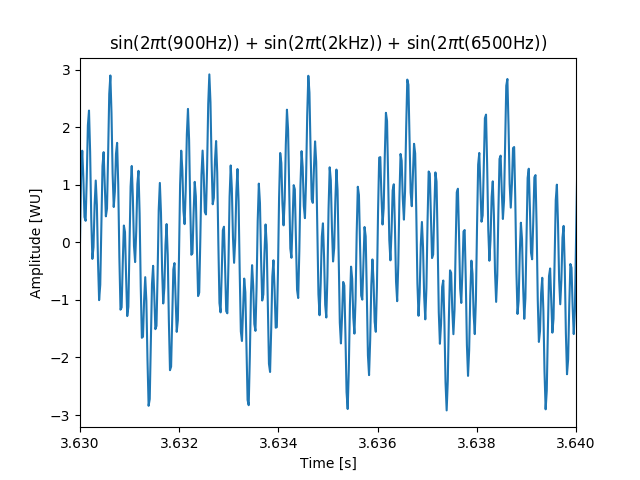 sin(2πt(900Hz)) + sin(2πt(2kHz)) + sin(2πt(6500Hz))
3
2
1
0
−1
−2
−3
Amplitude [WU]
3.630 3.632 3.634 3.636 3.638 3.640
Time [s]